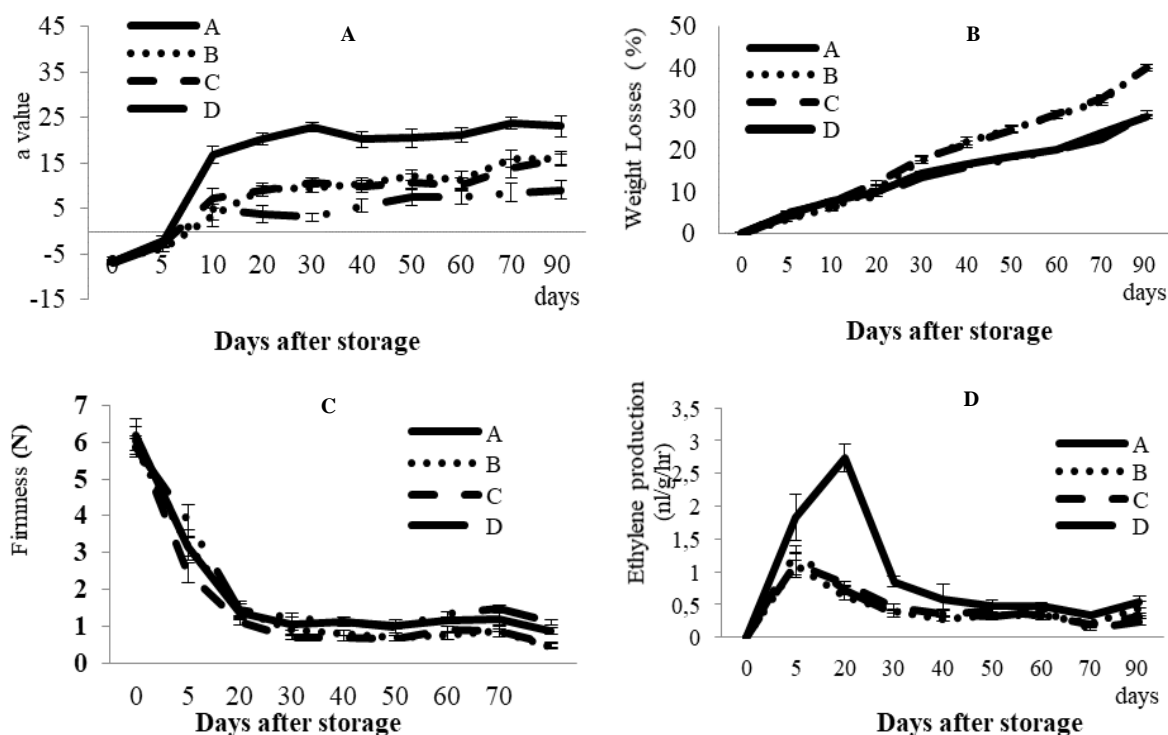 A
a value
45
35
25
15
5
-5
-15
A
B
C
D
0 5 10 20 30 40 50 60 70 90
days
Days after storage
B
Weight Losses ( %)
50
40
30
20
10
0
A
B
C
D
0 5 10 20 30 40 50 60 70 90
days
Days after storage
C
Firmness (N)
7
6
5
4
3
2
1
0
A
B
C
D
0 5 20 30 40 50 60 70
Days after storage
D
Ethylene production
(nl/g/hr)
3,5
3
2,5
2
1,5
1
0,5
0
A
B
C
D
0 5 20 30 40 50 60 70 90
days
Days after storage